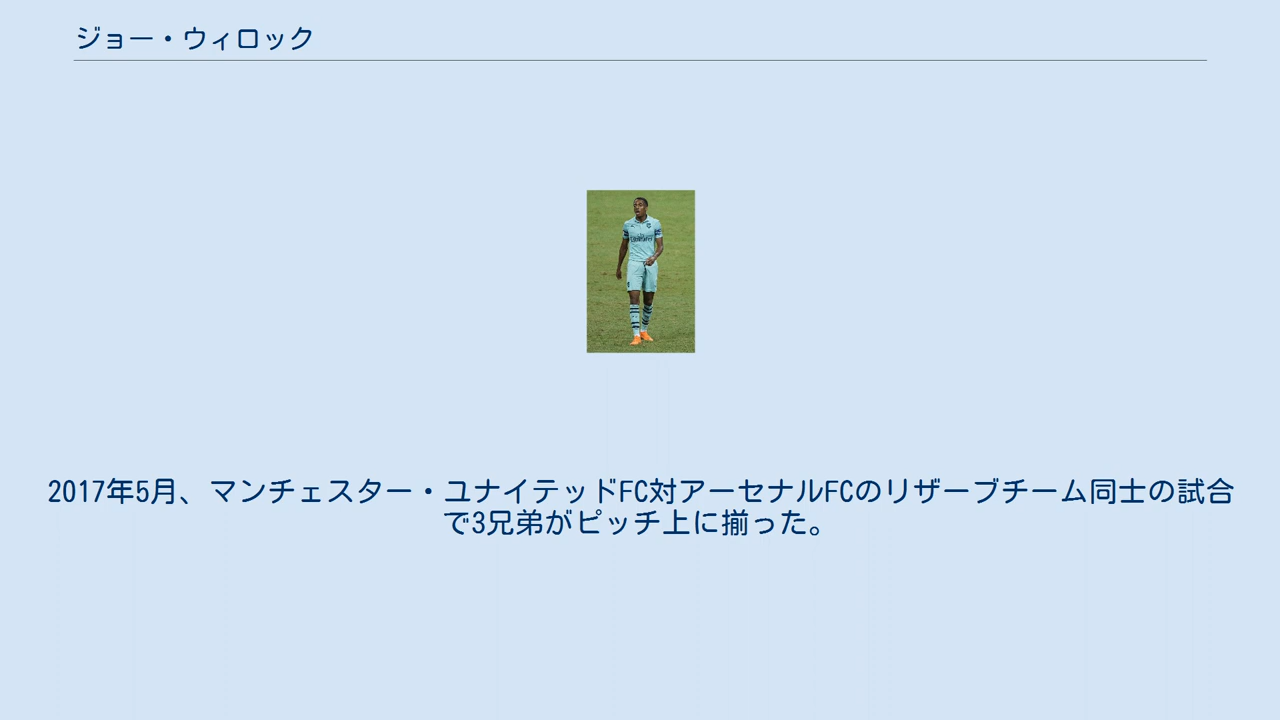 ジョー・ウィロック
2017年5月、マンチェスター・ユナイテッドFC対アーセナルFCのリザーブチーム同士の試合
で3兄弟がピッチ上に揃った。